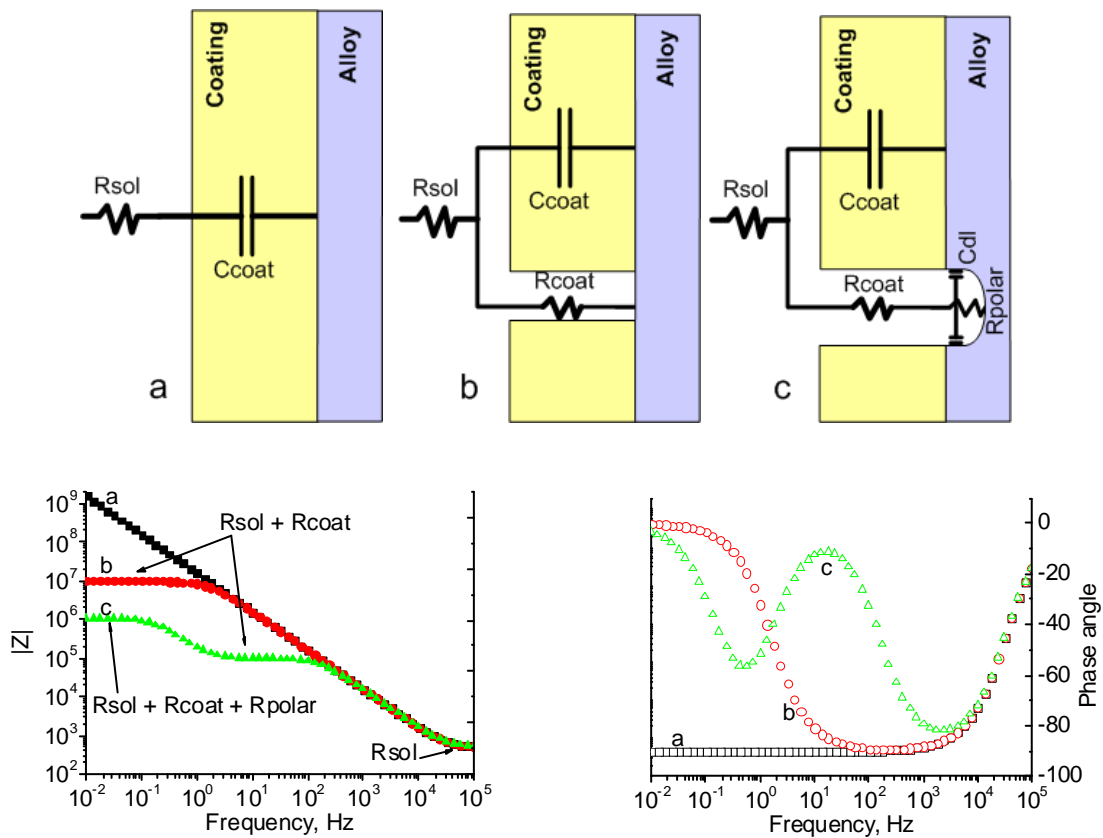 Coating
Alloy
Rsol
Ccoat
a
Coating
Alloy
Rsol
Ccoat
Rcoat
b
Coating
Alloy
Rsol
Ccoat
Cdl
Rcoat
Rpolar
c
|Z|
10^9
10^8
10^7
10^6
10^5
10^4
10^3
10^2
a
b
c
Rsol + Rcoat
Rsol + Rcoat + Rpolar
Rsol
10^-2 10^-1 10^0 10^1 10^2 10^3 10^4 10^5
Frequency, Hz
0
-20
-40
-60
-80
-100
Phase angle
a
b
c
10^-2 10^-1 10^0 10^1 10^2 10^3 10^4 10^5
Frequency, Hz